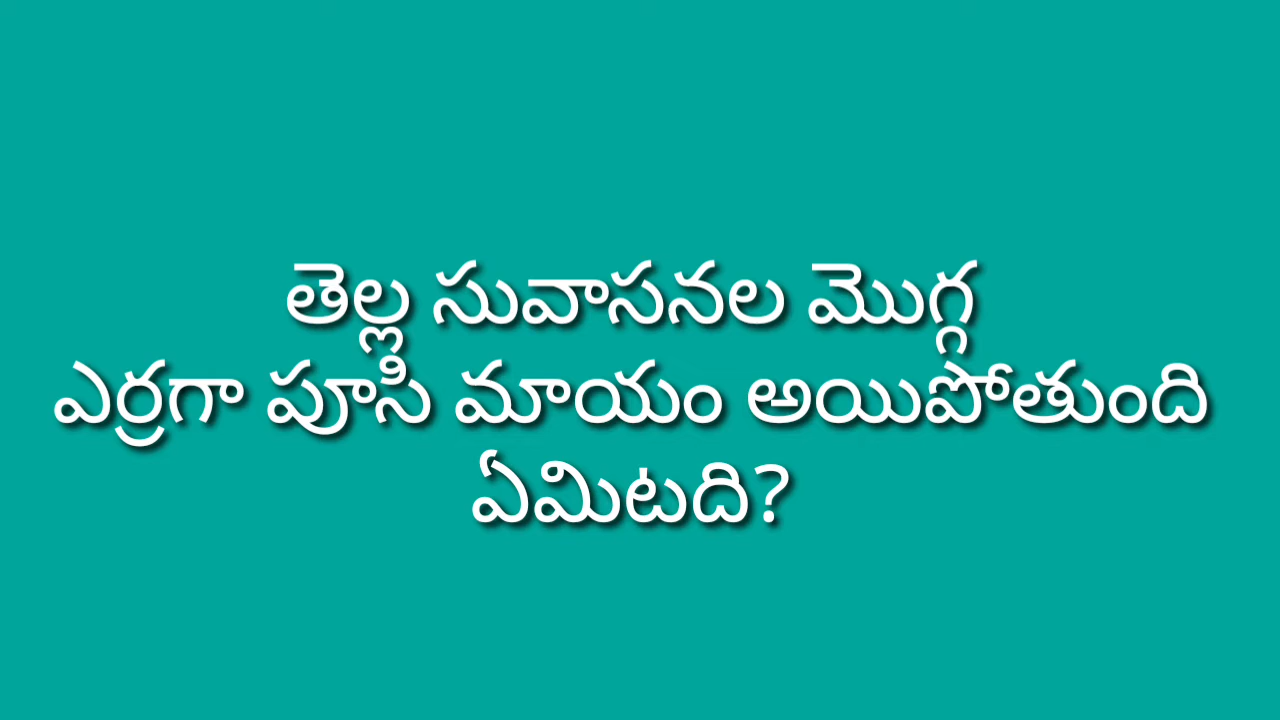 తెల్ల సువాసనల మొగ్గ
ఎర్రగా పూసి మాయం అయిపోతుంది
ఏమిటది?